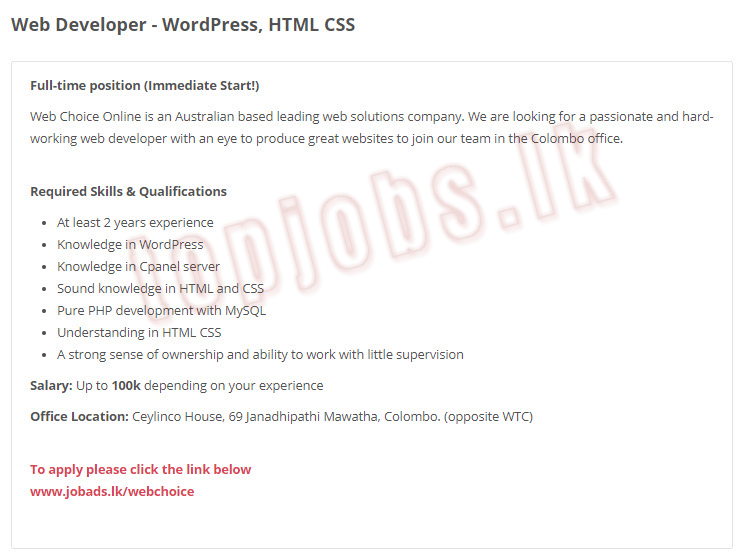 Web Developer - WordPress, HTML CSS
Full-time position (Immediate Start!)
Web Choice Online is an Australian based leading web solutions company. We are looking for a passionate and hard-
working web developer with an eye to produce great websites to join our team in the Colombo office.
Required Skills & Qualifications
• At least 2 years experience
• Knowledge in WordPress
• Knowledge in Cpanel server
• Sound knowledge in HTML and CSS
• Pure PHP development with MySQL
• Understanding in HTML CSS
• A strong sense of ownership and ability to work with little supervision
Salary: Up to 100k depending on your experience
Office Location: Ceylinco House, 69 Janadhipathi Mawatha, Colombo. (opposite WTC)
To apply please click the link below
www.jobads.lk/webchoice
topjobs.lk